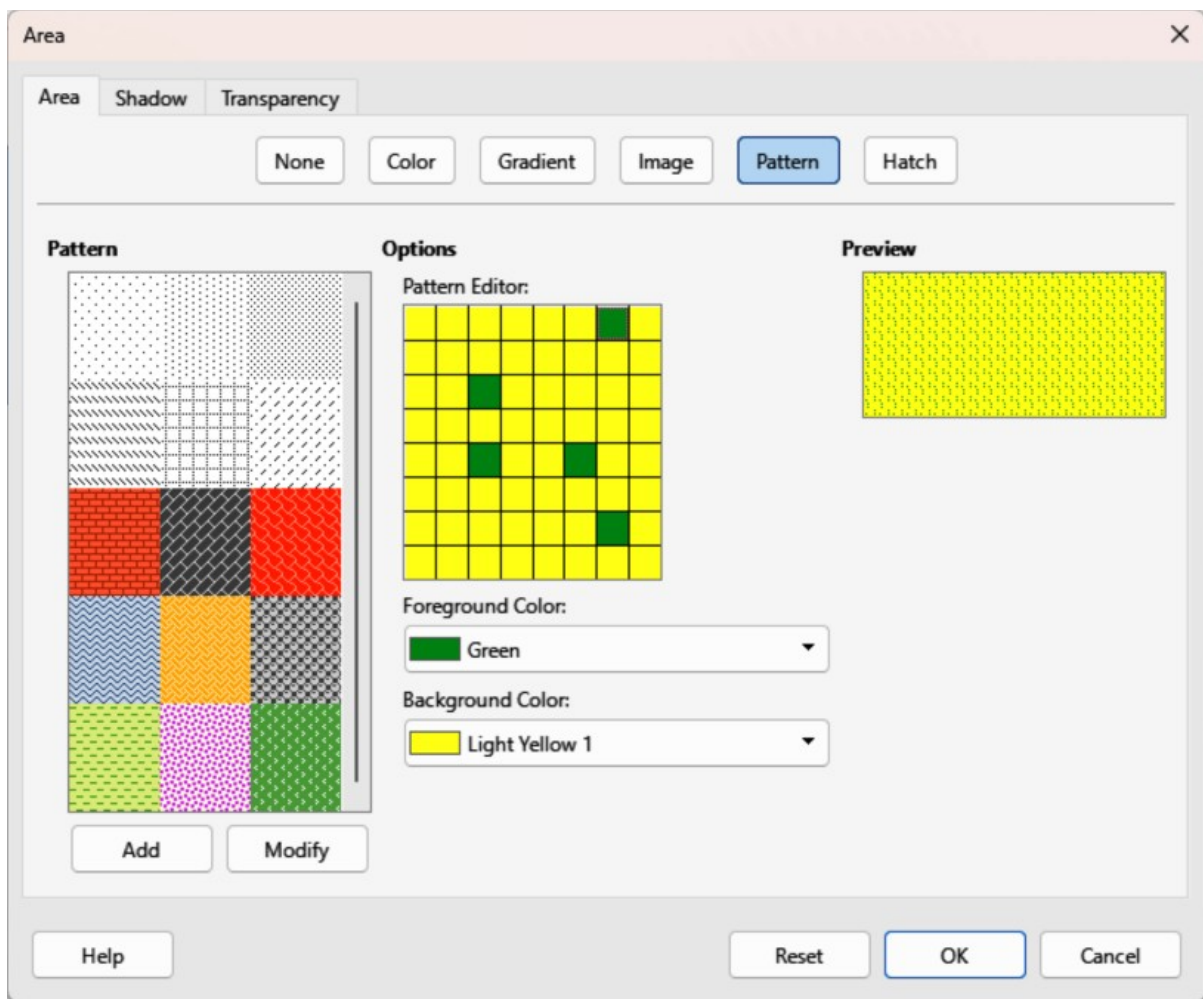 Area
Area Shadow Transparency
None Color Gradient Image Pattern Hatch
Pattern
Options
Preview
Pattern Editor:
Foreground Color:
Green
Background Color:
Light Yellow 1
Add Modify
Help Reset OK Cancel